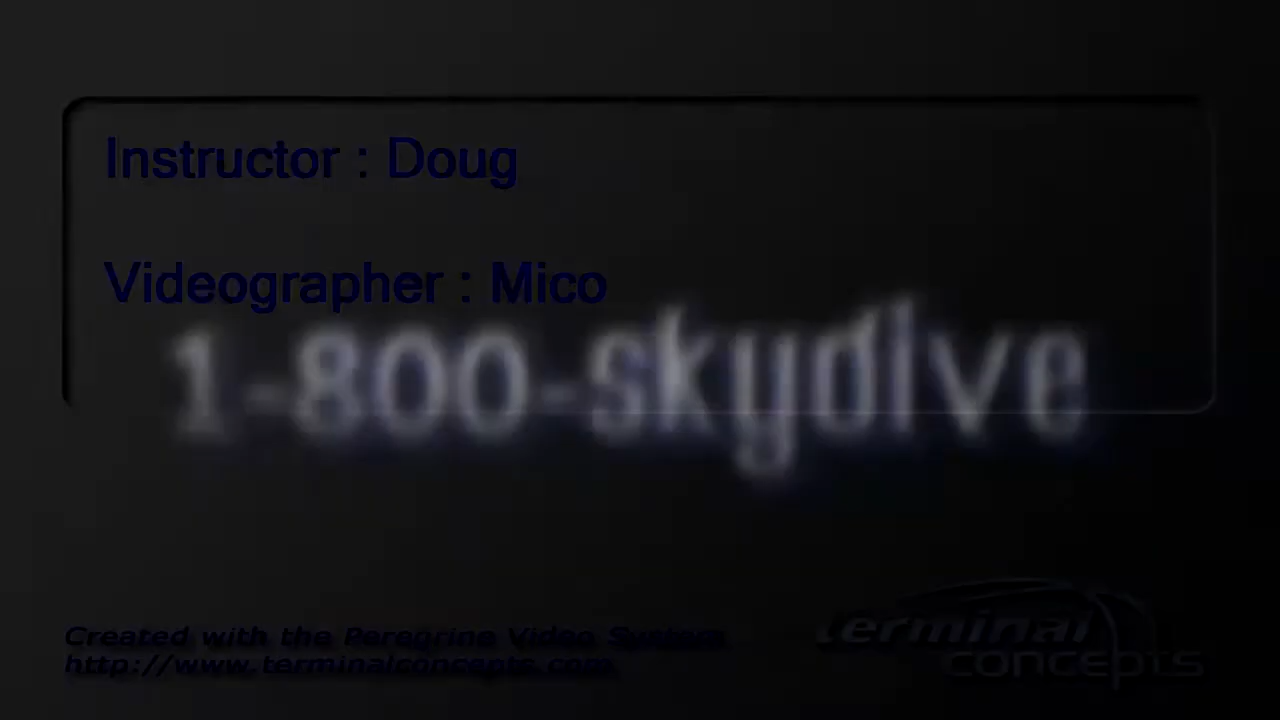 Instructor : Doug
Videographer : Mico
1-800-skydive
Created with the Peregrine Video System
http://www.terminalconcepts.com
terminal
concepts